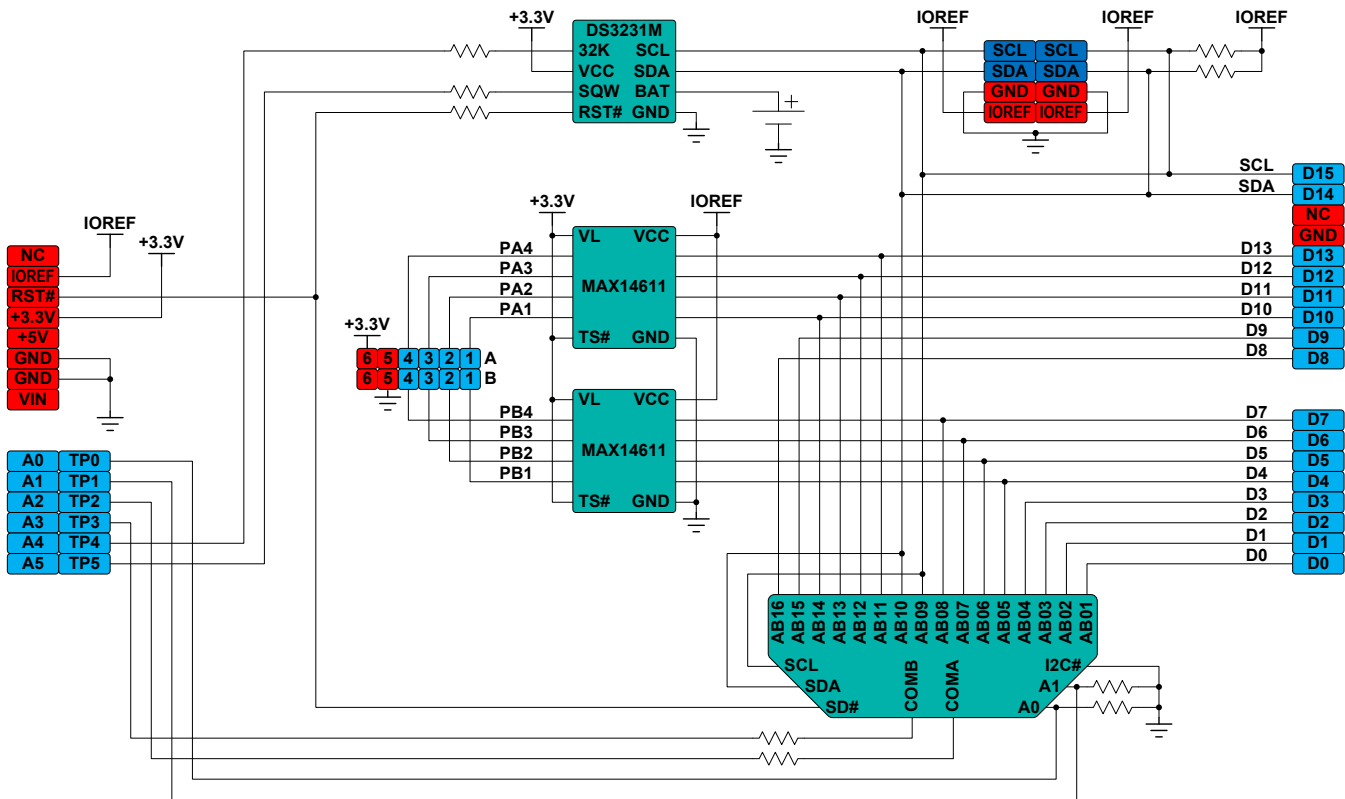 +3.3V
IOREF IOREF IOREF
DS3231M
32K SCL
VCC SDA
SQW BAT
RST# GND
+
SCL SCL
SDA SDA
GND GND
IOREF IOREF
SCL D15
SDA D14
NC
GND
D13 D13
D12 D12
D11 D11
D10 D10
D9 D9
D8 D8
+3.3V IOREF
VL VCC
MAX14611
TS# GND
PA4
PA3
PA2
PA1
IOREF
+3.3V
NC
IOREF
RST#
+3.3V
+5V
GND
GND
VIN
+3.3V
6 5 4 3 2 1 A
6 5 4 3 2 1 B
VL VCC
MAX14611
TS# GND
PB4
PB3
PB2
PB1
D7 D7
D6 D6
D5 D5
D4 D4
D3 D3
D2 D2
D1 D1
D0 D0
A0 TP0
A1 TP1
A2 TP2
A3 TP3
A4 TP4
A5 TP5
AB16 AB15 AB14 AB13 AB12 AB11 AB10 AB09 AB08 AB07 AB06 AB05 AB04 AB03 AB02 AB01
SCL I2C#
SDA A1
SD# COMB COMA A0